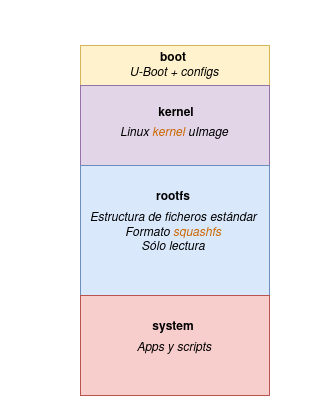 boot
U-Boot + configs
kernel
Linux kernel uImage
rootfs
Estructura de ficheros estándar
Formato squashfs
Sólo lectura
system
Apps y scripts